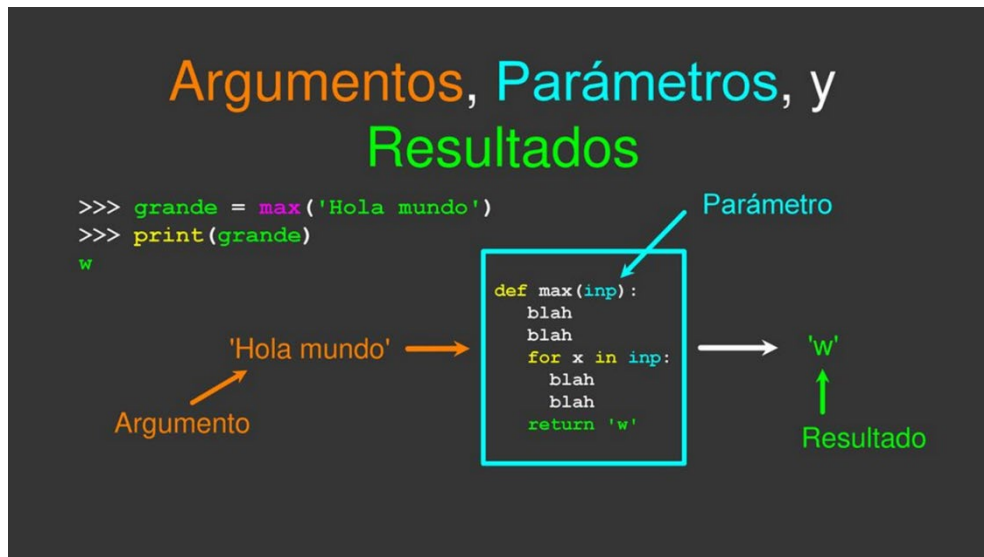 Argumentos, Parámetros, y
Resultados
>>> grande = max('Hola mundo')
>>> print(grande)
w
Parámetro
def max(inp):
blah
blah
for x in inp:
blah
blah
return 'w'
'Hola mundo'
'w'
Argumento
Resultado